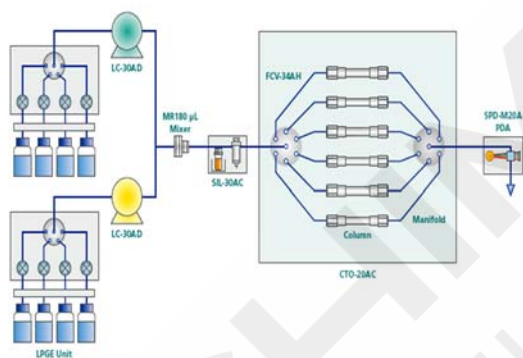 LC-30AD
MR180 µL
Mixer
SIL-30AC
FCV-34AH
SPD-M20A
PDA
LC-30AD
Column
Manifold
CTO-20AC
LPGE Unit